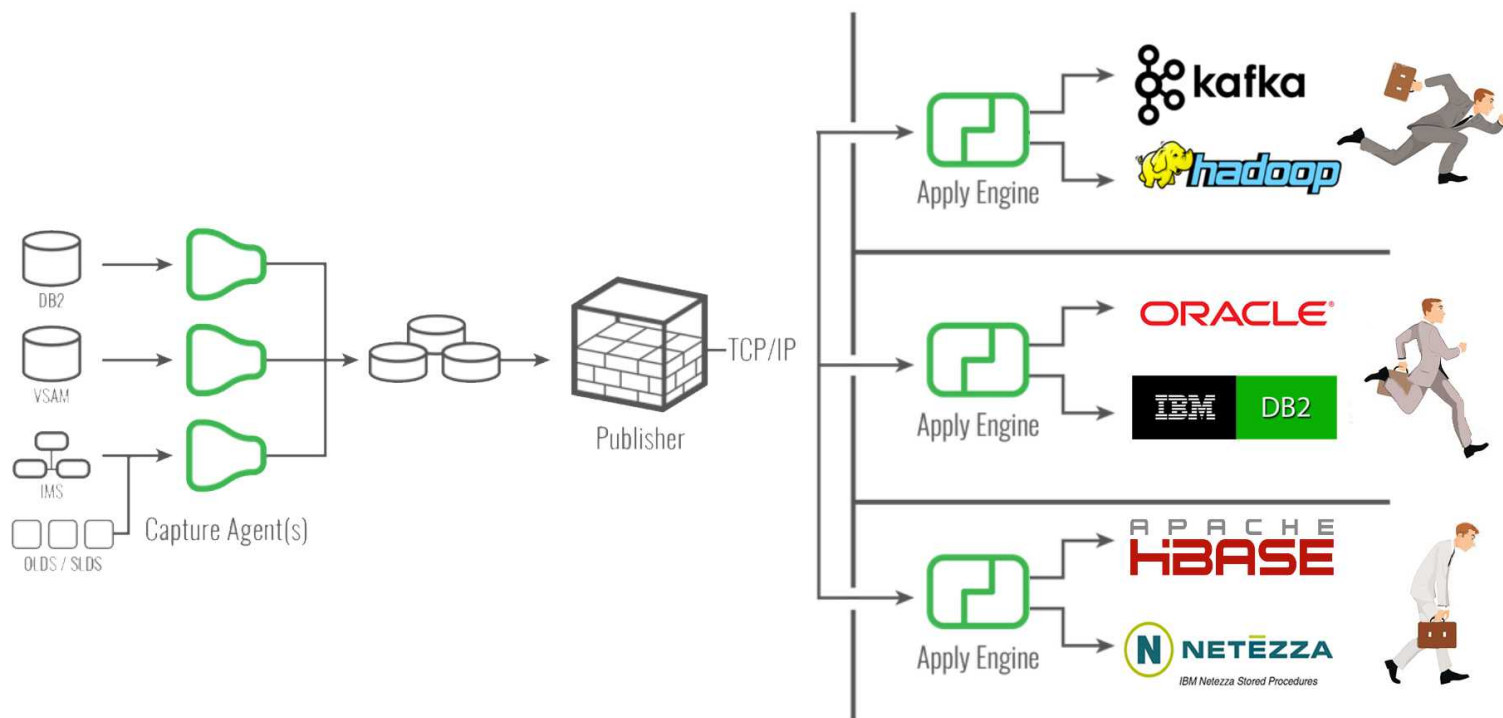 DB2
VSAM
IMS
OLDS / SLDS
Capture Agent(s)
Publisher
TCP/IP
Apply Engine
kafka
hadoop
Apply Engine
ORACLE®
IBM DB2
Apply Engine
APACHE
HBASE
N NETĒZZA
IBM Netezza Stored Procedures